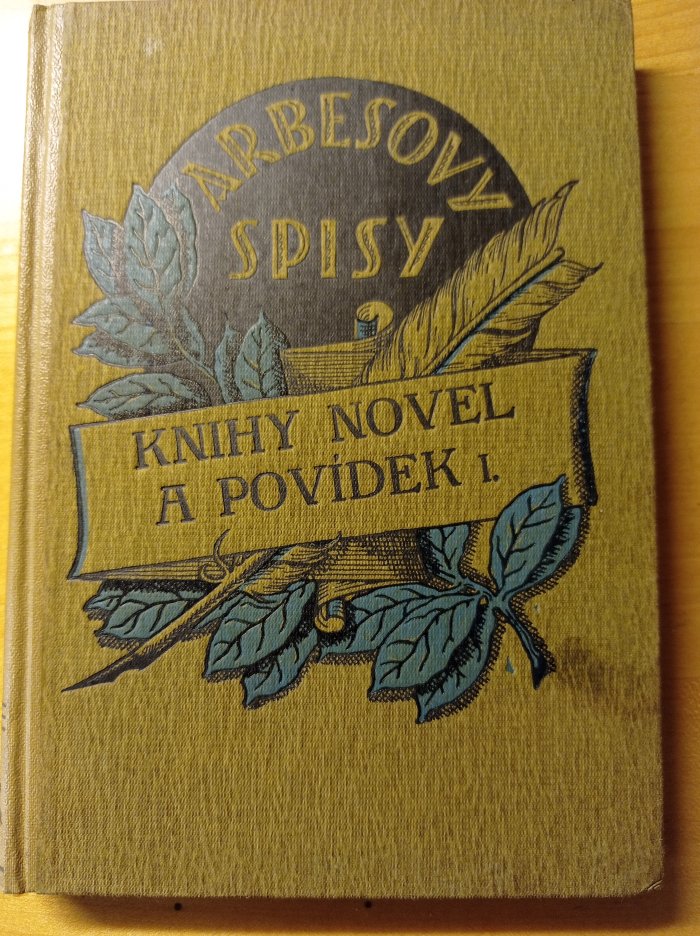 ARBESOVY
SPISY
KNIHY NOVEL
A POVÍDEK I.